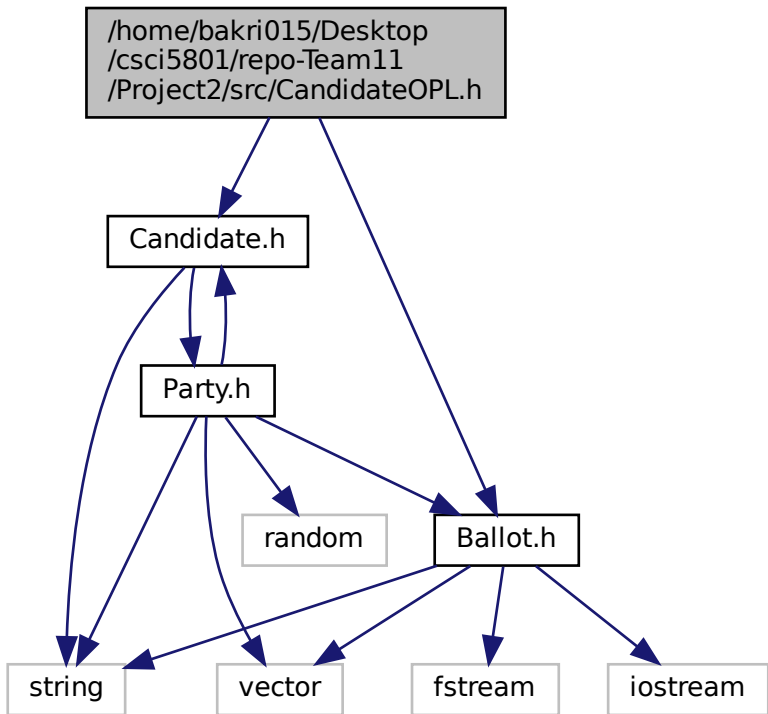 /home/bakri015/Desktop
/csci5801/repo-Team11
/Project2/src/CandidateOPL.h
Candidate.h
Party.h
random
Ballot.h
string
vector
fstream
iostream